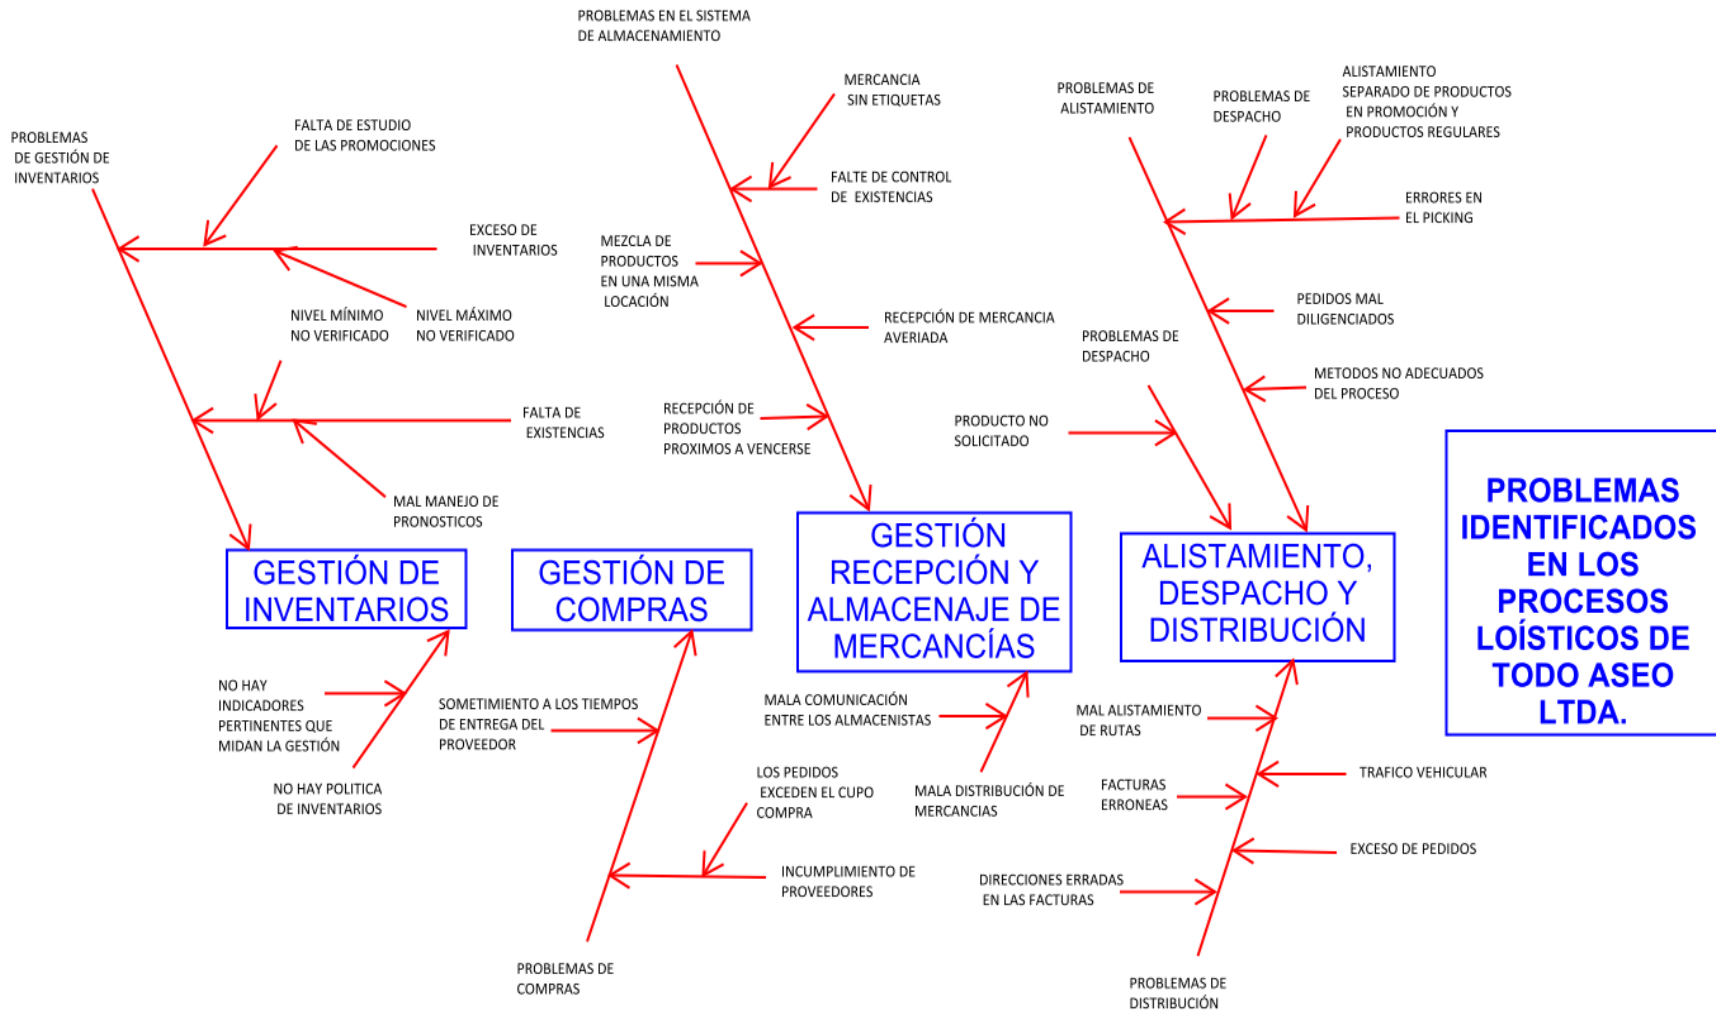 PROBLEMAS EN EL SISTEMA
DE ALMACENAMIENTO
MERCANCIA
SIN ETIQUETAS
PROBLEMAS DE
ALISTAMIENTO
PROBLEMAS DE
DESPACHO
ALISTAMIENTO
SEPARADO DE PRODUCTOS
EN PROMOCIÓN Y
PRODUCTOS REGULARES
PROBLEMAS
DE GESTIÓN DE
INVENTARIOS
FALTA DE ESTUDIO
DE LAS PROMOCIONES
FALTE DE CONTROL
DE EXISTENCIAS
ERRORES EN
EL PICKING
EXCESO DE
INVENTARIOS
MEZCLA DE
PRODUCTOS
EN UNA MISMA
LOCACIÓN
NIVEL MÍNIMO
NO VERIFICADO
NIVEL MÁXIMO
NO VERIFICADO
RECEPCIÓN DE MERCANCIA
AVERIADA
PROBLEMAS DE
DESPACHO
PEDIDOS MAL
DILIGENCIADOS
METODOS NO ADECUADOS
DEL PROCESO
FALTA DE
EXISTENCIAS
RECEPCIÓN DE
PRODUCTOS
PROXIMOS A VENCERSE
PRODUCTO NO
SOLICITADO
MAL MANEJO DE
PRONOSTICOS
GESTIÓN DE
INVENTARIOS
GESTIÓN DE
COMPRAS
GESTIÓN
RECEPCIÓN Y
ALMACENAJE DE
MERCANCÍAS
ALISTAMIENTO,
DESPACHO Y
DISTRIBUCIÓN
PROBLEMAS
IDENTIFICADOS
EN LOS
PROCESOS
LOÍSTICOS DE
TODO ASEO
LTDA.
NO HAY
INDICADORES
PERTINENTES QUE
MIDAN LA GESTIÓN
SOMETIMIENTO A LOS TIEMPOS
DE ENTREGA DEL
PROVEEDOR
MALA COMUNICACIÓN
ENTRE LOS ALMACENISTAS
MAL ALISTAMIENTO
DE RUTAS
NO HAY POLITICA
DE INVENTARIOS
LOS PEDIDOS
EXCEDEN EL CUPO
COMPRA
MALA DISTRIBUCIÓN DE
MERCANCIAS
FACTURAS
ERRONEAS
TRAFICO VEHICULAR
INCUMPLIMIENTO DE
PROVEEDORES
EXCESO DE PEDIDOS
DIRECCIONES ERRADAS
EN LAS FACTURAS
PROBLEMAS DE
COMPRAS
PROBLEMAS DE
DISTRIBUCIÓN